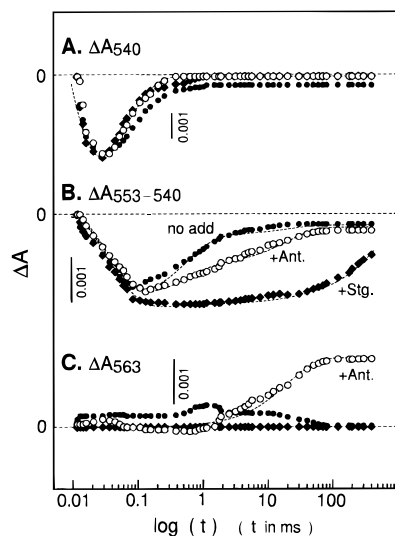 A. ΔA540
0
0.001
B. ΔA553–540
0
no add
+Ant.
0.001
+Stg.
ΔA
C. ΔA563
0.001
+Ant.
0
0.01 0.1 1 10 100
log (t) (t in ms)